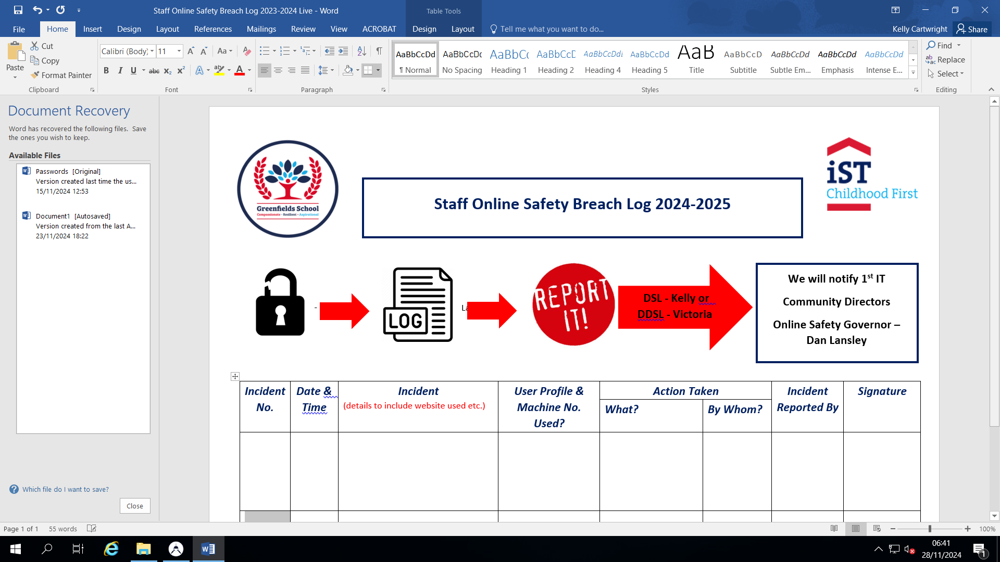 Staff Online Safety Breach Log 2023-2024 Live - Word
Table Tools
File
Home
Insert
Design
Layout
References
Mailings
Review
View
ACROBAT
Design
Layout
Tell me what you want to do...
Kelly Cartwright
Share
Paste
Cut
Copy
Format Painter
Clipboard
Calibri (Body)
11
Font
Paragraph
AaBbCcDd
¶ Normal
AaBbCcDc
No Spacing
AaBbCc
Heading 1
AaBbCcD
Heading 2
AaBbCcDdI
Heading 4
AaBbCcDd
Heading 5
AaB
Title
AaBbCcD
Subtitle
AaBbCcDd
Subtle Em...
AaBbCcDd
Emphasis
AaBbCcDd
Intense E...
Styles
Find
Replace
Select
Editing
Document Recovery
Word has recovered the following files. Save
the ones you wish to keep.
Available Files
Passwords [Original]
Version created last time the us...
15/11/2024 12:53
Document1 [Autosaved]
Version created from the last A...
23/11/2024 18:22
Which file do I want to save?
Close
Greenfields School
Compassionate - Resilient - Aspirational
Staff Online Safety Breach Log 2024-2025
iST
Childhood First
-
LOG
La
REPORT
IT!
DSL - Kelly or
DDSL - Victoria
We will notify 1st IT
Community Directors
Online Safety Governor –
Dan Lansley
Incident
No.
Date &
Time
Incident
(details to include website used etc.)
User Profile &
Machine No.
Used?
Action Taken
What?
By Whom?
Incident
Reported By
Signature
Page 1 of 1
55 words
100%
06:41
28/11/2024
1